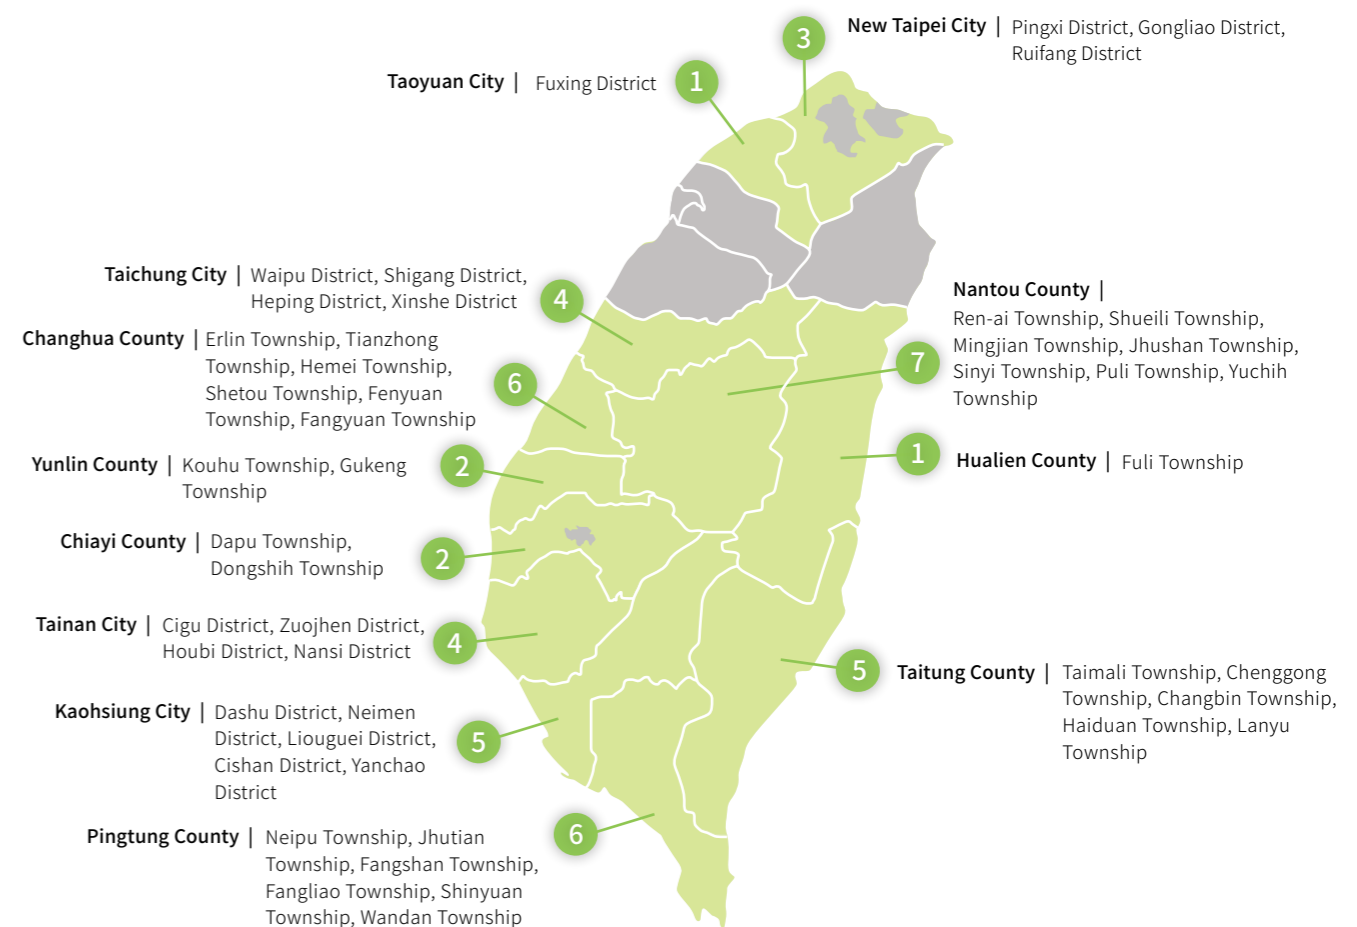 New Taipei City | Pingxi District, Gongliao District,
Ruifang District
3
Taoyuan City | Fuxing District
1
Taichung City | Waipu District, Shigang District,
Heping District, Xinshe District
4
Changhua County | Erlin Township, Tianzhong
Township, Hemei Township,
Shetou Township, Fenyuan
Township, Fangyuan Township
6
Yunlin County | Kouhu Township, Gukeng
Township
2
Chiayi County | Dapu Township,
Dongshih Township
2
Tainan City | Cigu District, Zuojhen District,
Houbi District, Nansi District
4
Kaohsiung City | Dashu District, Neimen
District, Liouguei District,
Cishan District, Yanchao
District
5
Pingtung County | Neipu Township, Jhutian
Township, Fangshan Township,
Fangliao Township, Shinyuan
Township, Wandan Township
6
Nantou County |
Ren-ai Township, Shueili Township,
Mingjian Township, Jhushan Township,
Sinyi Township, Puli Township, Yuchih
Township
7
1
Hualien County | Fuli Township
5
Taitung County | Taimali Township, Chenggong
Township, Changbin Township,
Haiduan Township, Lanyu
Township